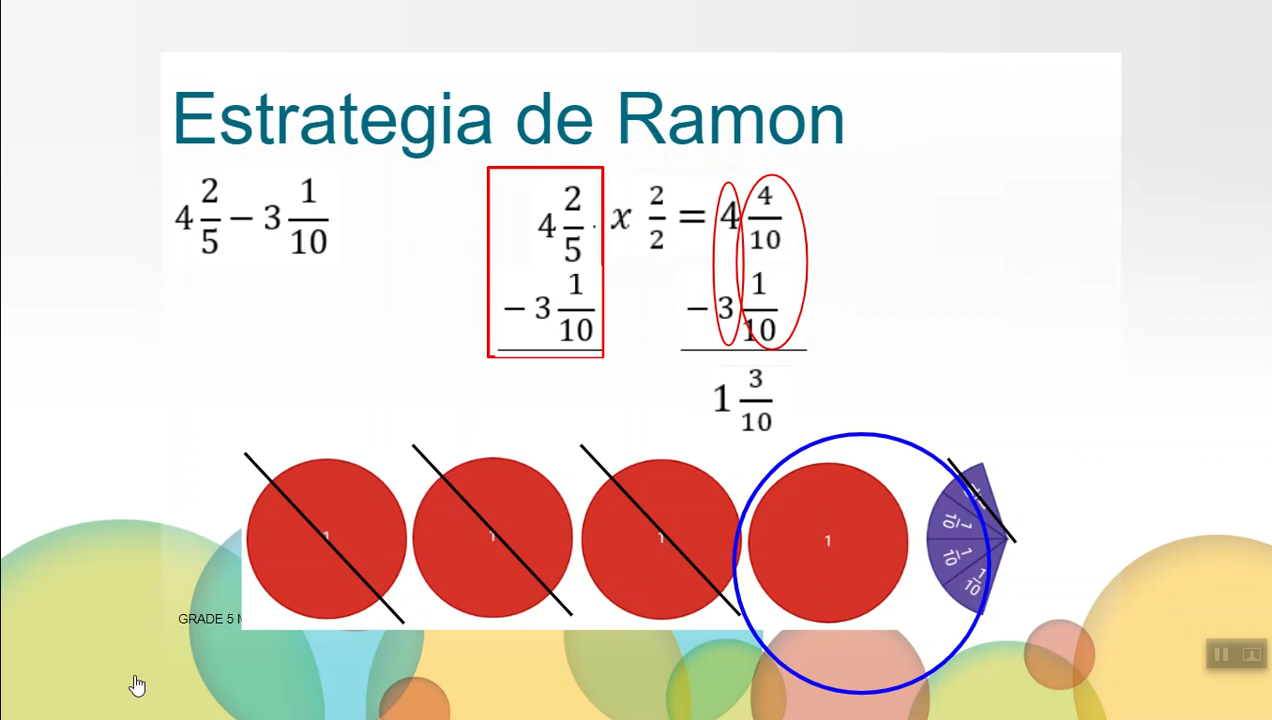 Estrategia de Ramon
4 2/5 − 3 1/10
4 2/5 x 2/2 = 4 4/10
− 3 1/10 − 3 1/10
1 3/10
1 1 1 1
1/10
1/10
1/10
GRADE 5 M